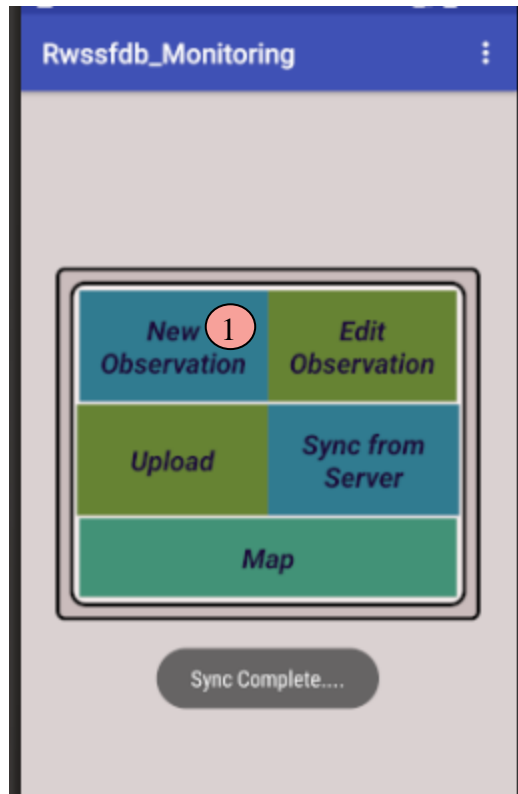 Rwssfdb_Monitoring
New 1
Observation
Edit
Observation
Upload
Sync from
Server
Map
Sync Complete....